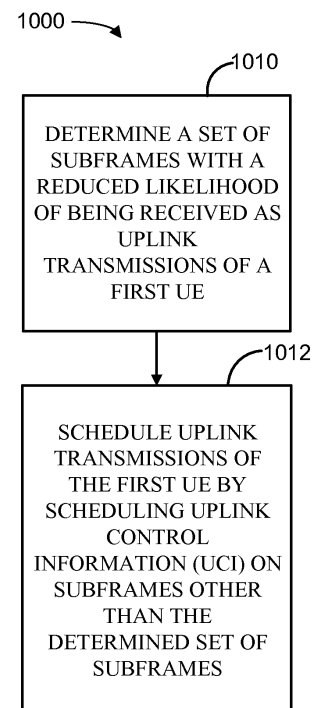 1000
1010
DETERMINE A SET OF
SUBFRAMES WITH A
REDUCED LIKELIHOOD
OF BEING RECEIVED AS
UPLINK
TRANSMISSIONS OF A
FIRST UE
1012
SCHEDULE UPLINK
TRANSMISSIONS OF
THE FIRST UE BY
SCHEDULING UPLINK
CONTROL
INFORMATION (UCI) ON
SUBFRAMES OTHER
THAN THE
DETERMINED SET OF
SUBFRAMES